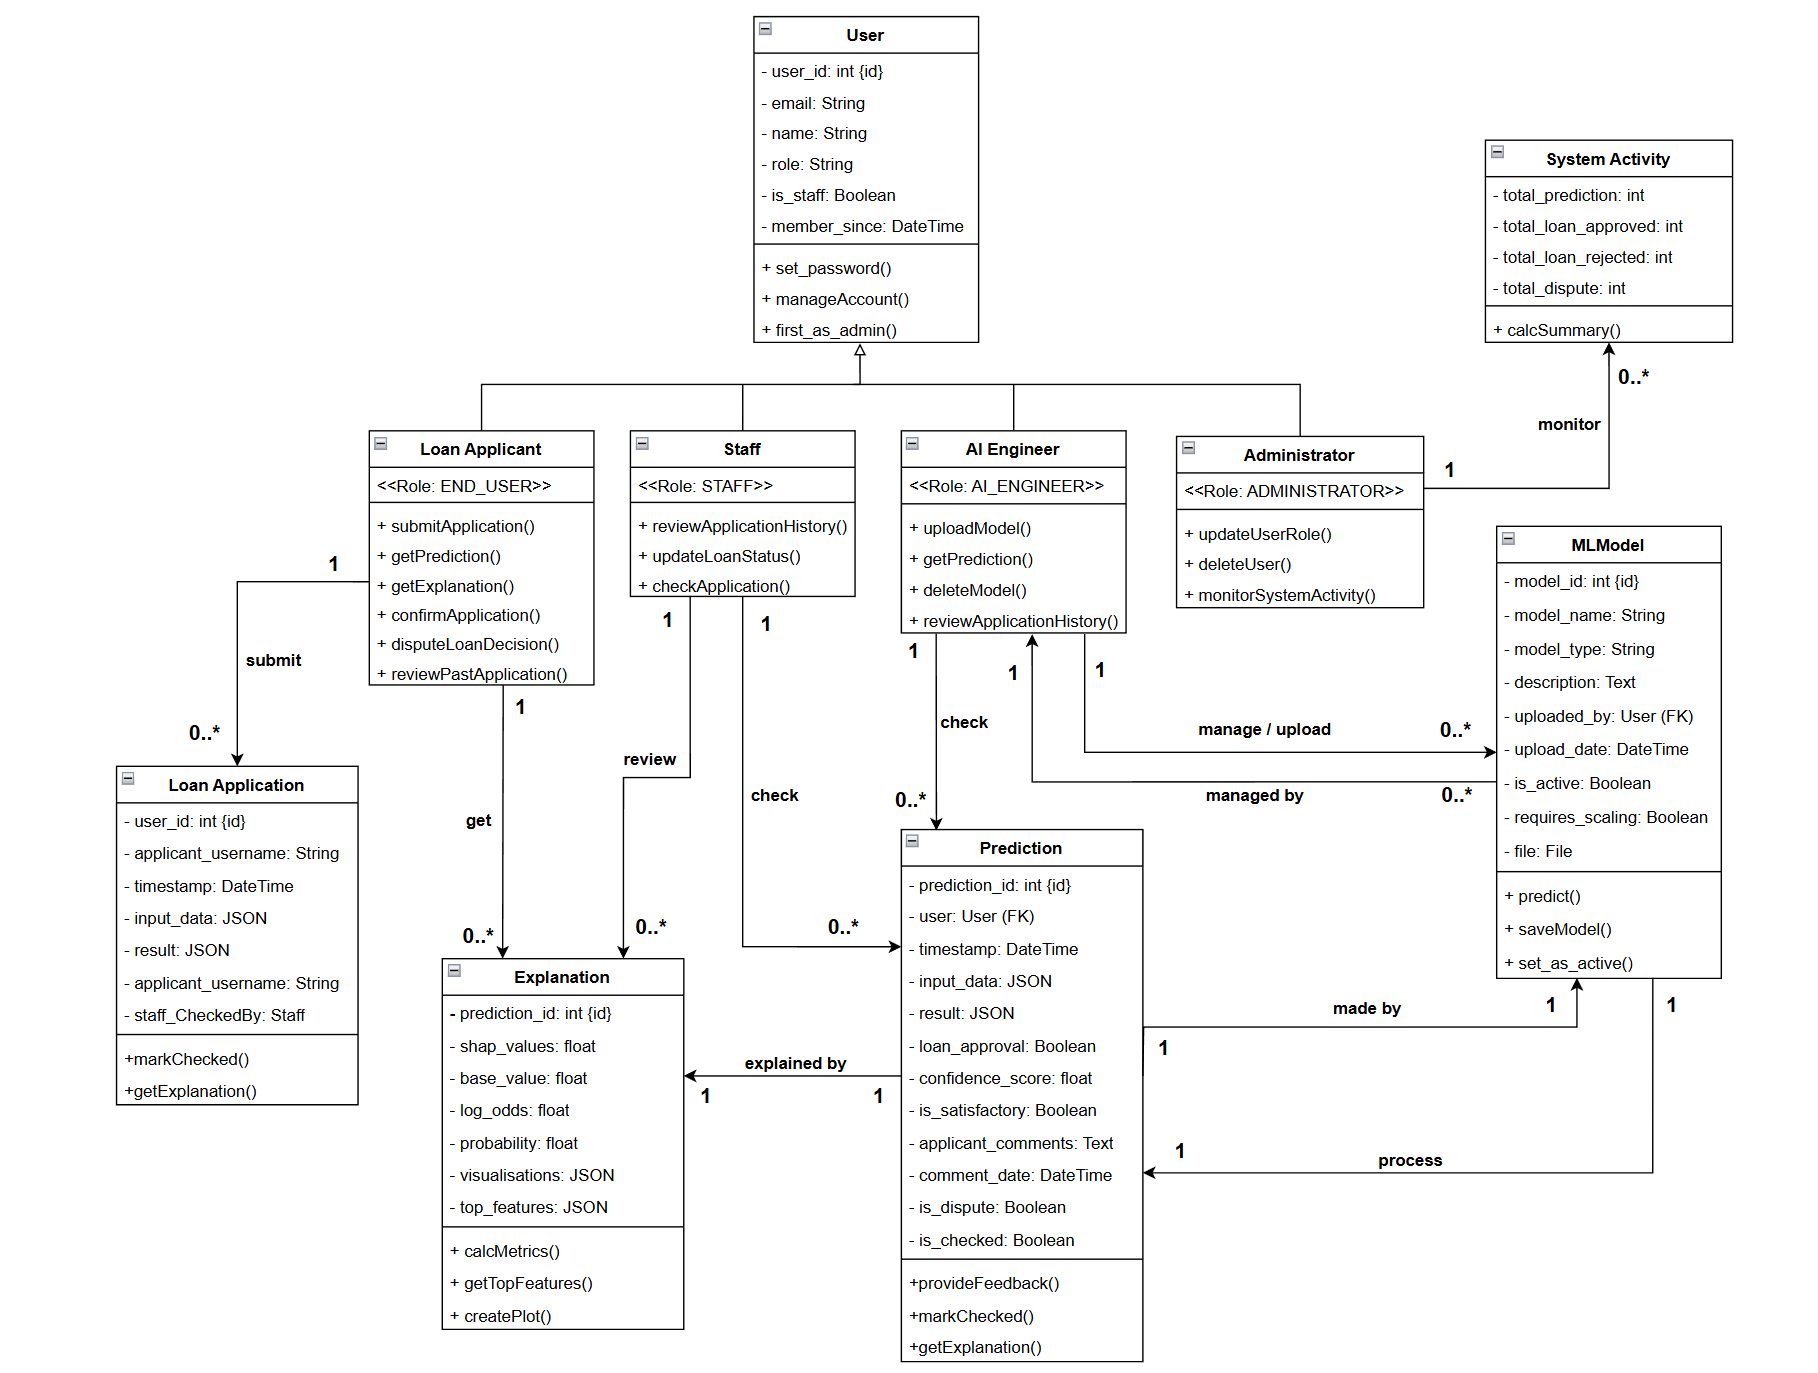 User
- user_id: int {id}
- email: String
- name: String
- role: String
- is_staff: Boolean
- member_since: DateTime
+ set_password()
+ manageAccount()
+ first_as_admin()
System Activity
- total_prediction: int
- total_loan_approved: int
- total_loan_rejected: int
- total_dispute: int
+ calcSummary()
0..*
monitor
1
Loan Applicant
<<Role: END_USER>>
+ submitApplication()
+ getPrediction()
+ getExplanation()
+ confirmApplication()
+ disputeLoanDecision()
+ reviewPastApplication()
Staff
<<Role: STAFF>>
+ reviewApplicationHistory()
+ updateLoanStatus()
+ checkApplication()
AI Engineer
<<Role: AI_ENGINEER>>
+ uploadModel()
+ getPrediction()
+ deleteModel()
+ reviewApplicationHistory()
Administrator
<<Role: ADMINISTRATOR>>
+ updateUserRole()
+ deleteUser()
+ monitorSystemActivity()
MLModel
- model_id: int {id}
- model_name: String
- model_type: String
- description: Text
- uploaded_by: User (FK)
- upload_date: DateTime
- is_active: Boolean
- requires_scaling: Boolean
- file: File
+ predict()
+ saveModel()
+ set_as_active()
1
submit
0..*
1
get
0..*
1
review
0..*
1
check
0..*
1
check
0..*
1
1
manage / upload
0..*
managed by
0..*
Loan Application
- user_id: int {id}
- applicant_username: String
- timestamp: DateTime
- input_data: JSON
- result: JSON
- applicant_username: String
- staff_CheckedBy: Staff
+markChecked()
+getExplanation()
Explanation
- prediction_id: int {id}
- shap_values: float
- base_value: float
- log_odds: float
- probability: float
- visualisations: JSON
- top_features: JSON
+ calcMetrics()
+ getTopFeatures()
+ createPlot()
explained by
1
1
Prediction
- prediction_id: int {id}
- user: User (FK)
- timestamp: DateTime
- input_data: JSON
- result: JSON
- loan_approval: Boolean
- confidence_score: float
- is_satisfactory: Boolean
- applicant_comments: Text
- comment_date: DateTime
- is_dispute: Boolean
- is_checked: Boolean
+provideFeedback()
+markChecked()
+getExplanation()
made by
1
1
1
process
1